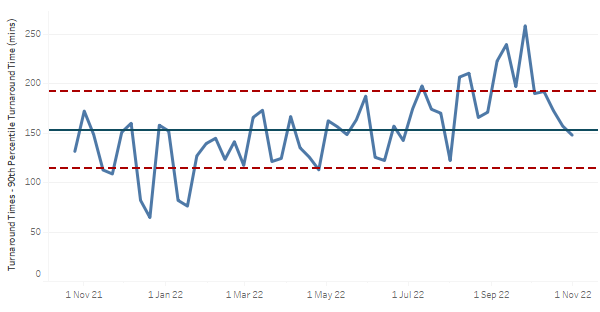 Turnaround Times - 90th Percentile Turnaround Time (mins)
250
200
150
100
50
0
1 Nov 21
1 Jan 22
1 Mar 22
1 May 22
1 Jul 22
1 Sep 22
1 Nov 22